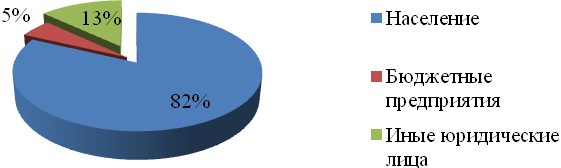 5%
13%
82%
Население
Бюджетные
предприятия
Иные юридические
лица